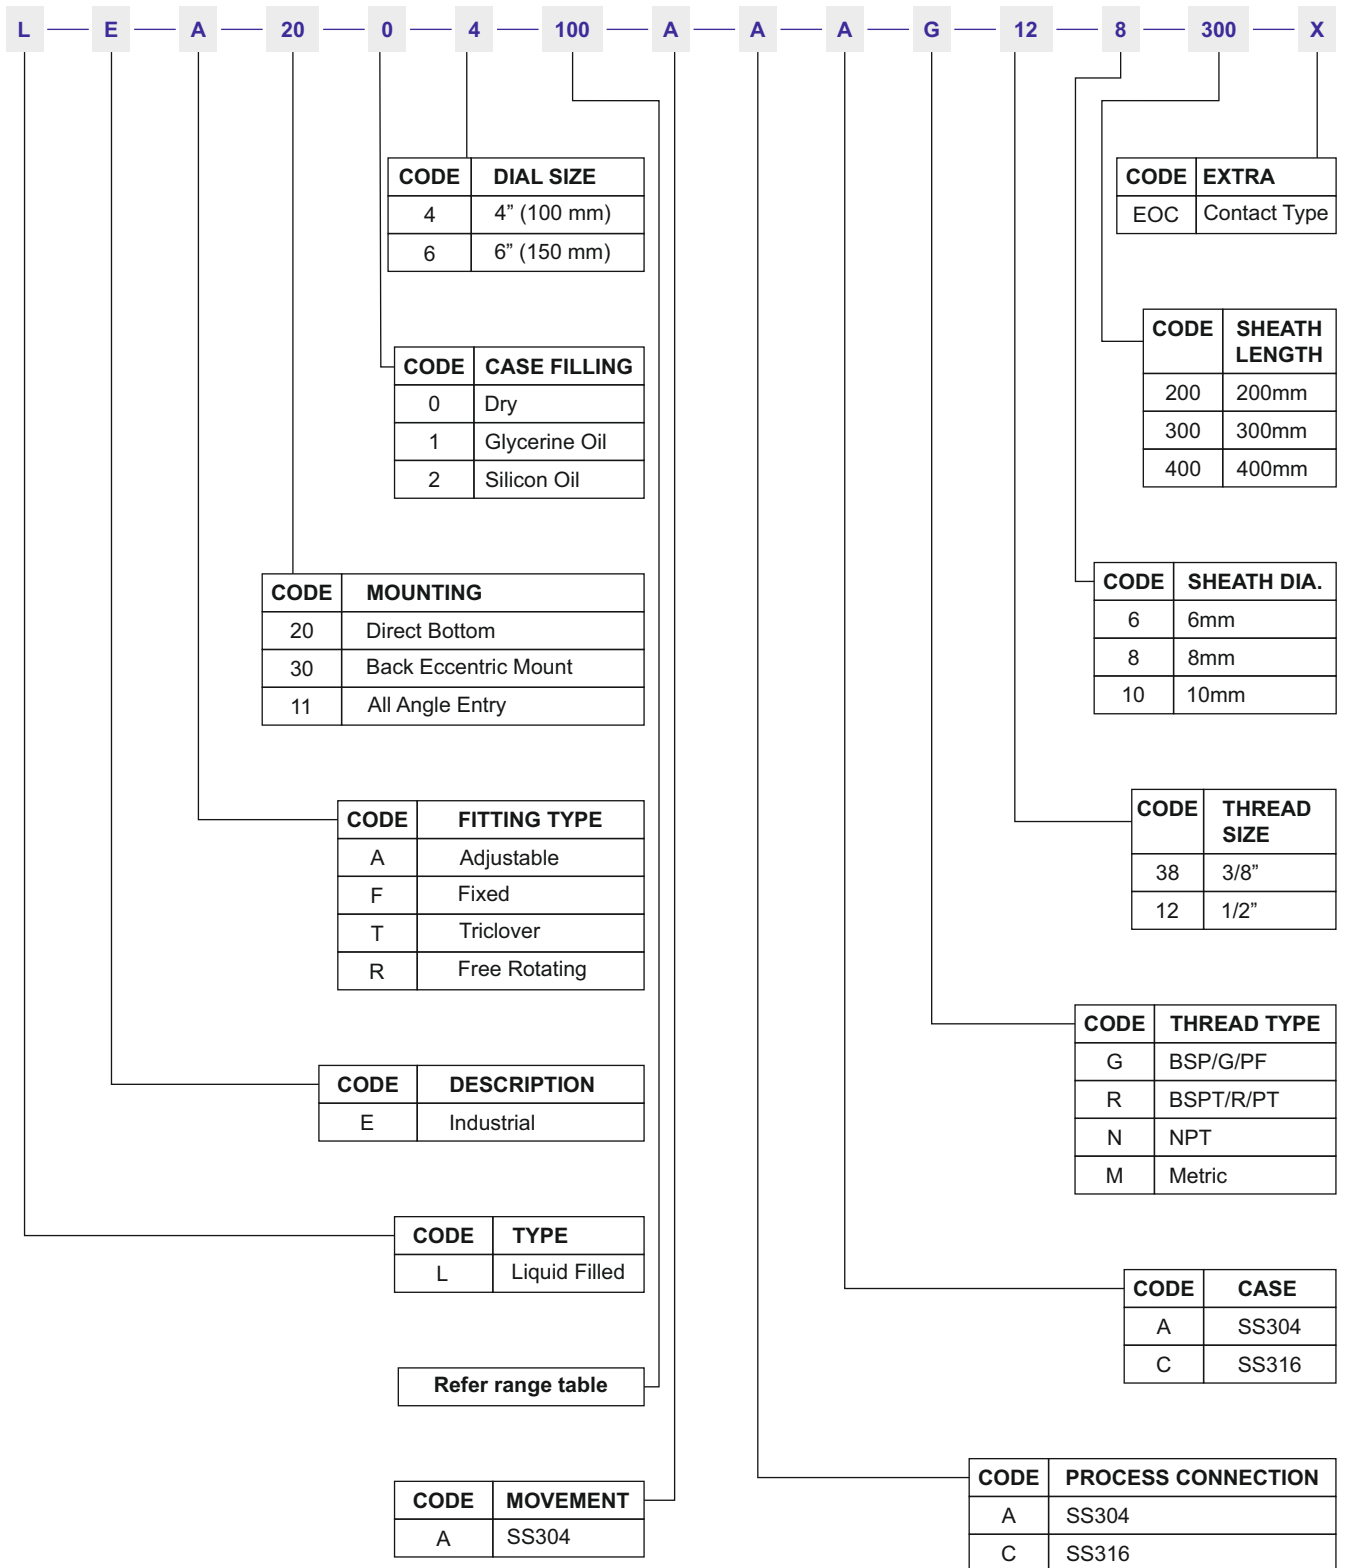 L E A 20 0 4 100 A A A G 12 8 300 X
CODE DIAL SIZE
4 4” (100 mm)
6 6” (150 mm)
CODE CASE FILLING
0 Dry
1 Glycerine Oil
2 Silicon Oil
CODE MOUNTING
20 Direct Bottom
30 Back Eccentric Mount
11 All Angle Entry
CODE FITTING TYPE
A Adjustable
F Fixed
T Triclover
R Free Rotating
CODE DESCRIPTION
E Industrial
CODE TYPE
L Liquid Filled
Refer range table
CODE MOVEMENT
A SS304
CODE EXTRA
EOC Contact Type
CODE SHEATH
LENGTH
200 200mm
300 300mm
400 400mm
CODE SHEATH DIA.
6 6mm
8 8mm
10 10mm
CODE THREAD
SIZE
38 3/8”
12 1/2”
CODE THREAD TYPE
G BSP/G/PF
R BSPT/R/PT
N NPT
M Metric
CODE CASE
A SS304
C SS316
CODE PROCESS CONNECTION
A SS304
C SS316